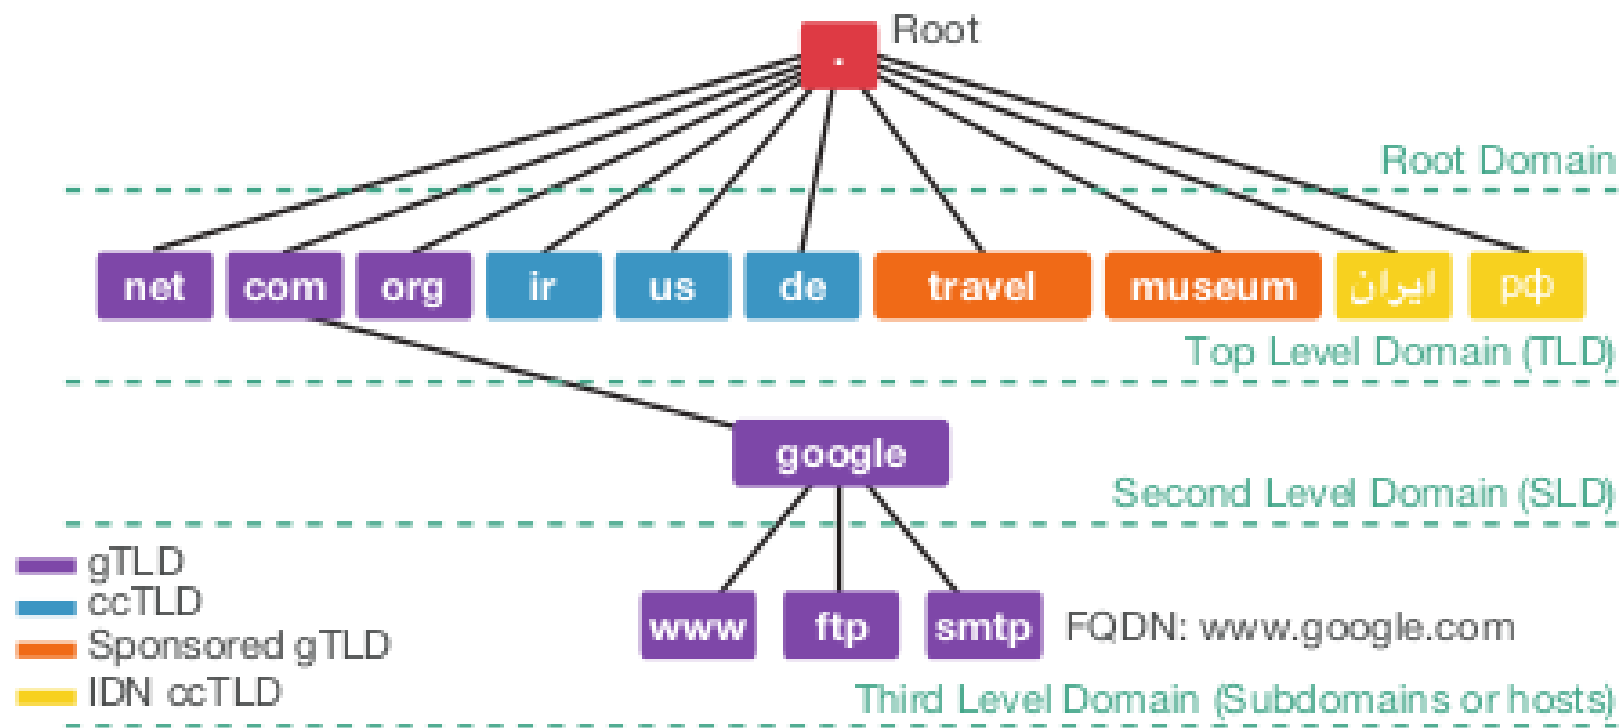 Root
.
Root Domain
net com org ir us de travel museum ایران рф
Top Level Domain (TLD)
google
Second Level Domain (SLD)
gTLD
ccTLD
Sponsored gTLD
IDN ccTLD
www ftp smtp FQDN: www.google.com
Third Level Domain (Subdomains or hosts)